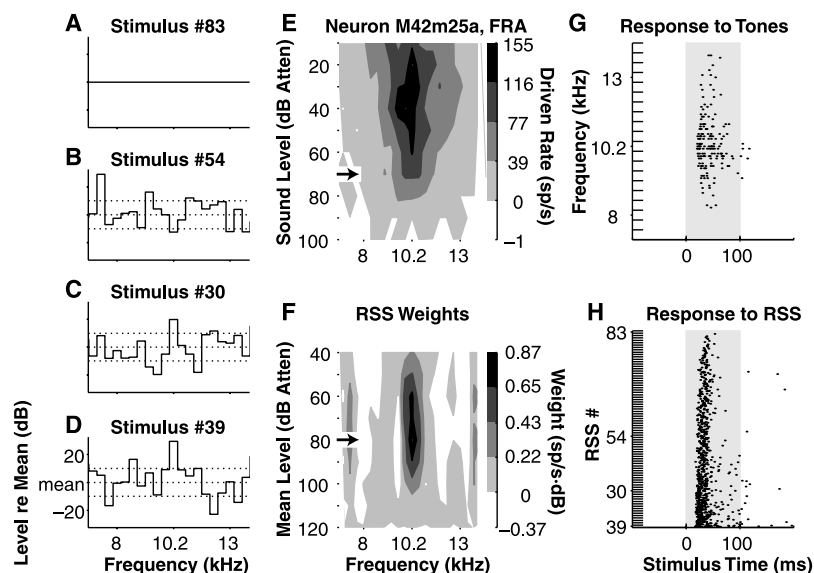 A Stimulus #83
B Stimulus #54
C Stimulus #30
D Stimulus #39
Level re Mean (dB)
20
mean
−20
8 10.2 13
Frequency (kHz)
E Neuron M42m25a, FRA
Sound Level (dB Atten)
20
40
60
80
100
8 10.2 13
155
116
77
39
0
−1
Driven Rate (sp/s)
F RSS Weights
Mean Level (dB Atten)
40
60
80
100
120
8 10.2 13
Frequency (kHz)
0.87
0.65
0.43
0.22
0
−0.37
Weight (sp/s·dB)
G Response to Tones
Frequency (kHz)
13
10.2
8
0 100
H Response to RSS
RSS #
83
54
30
39
0 100
Stimulus Time (ms)